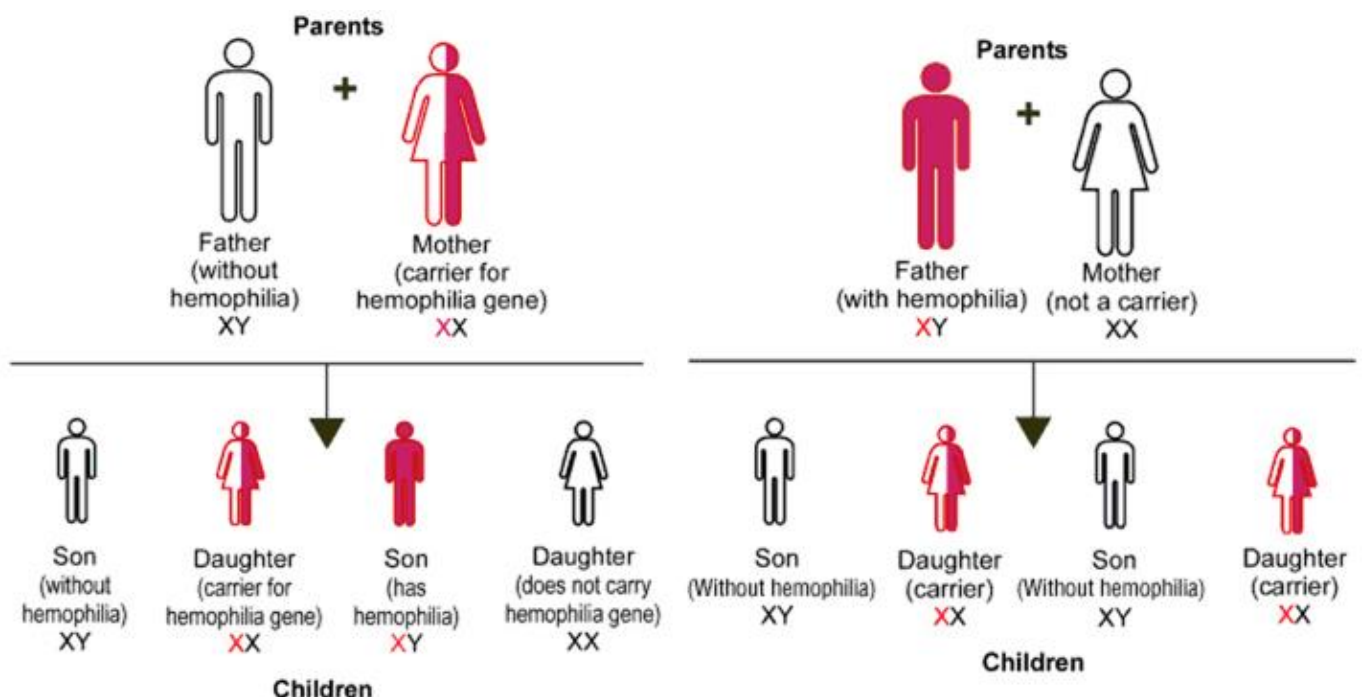 Parents
+
Father
(without
hemophilia)
XY
Mother
(carrier for
hemophilia gene)
XX
Son
(without
hemophilia)
XY
Daughter
(carrier for
hemophilia gene)
XX
Son
(has
hemophilia)
XY
Daughter
(does not carry
hemophilia gene)
XX
Children
Parents
+
Father
(with hemophilia)
XY
Mother
(not a carrier)
XX
Son
(Without hemophilia)
XY
Daughter
(carrier)
XX
Son
(Without hemophilia)
XY
Daughter
(carrier)
XX
Children